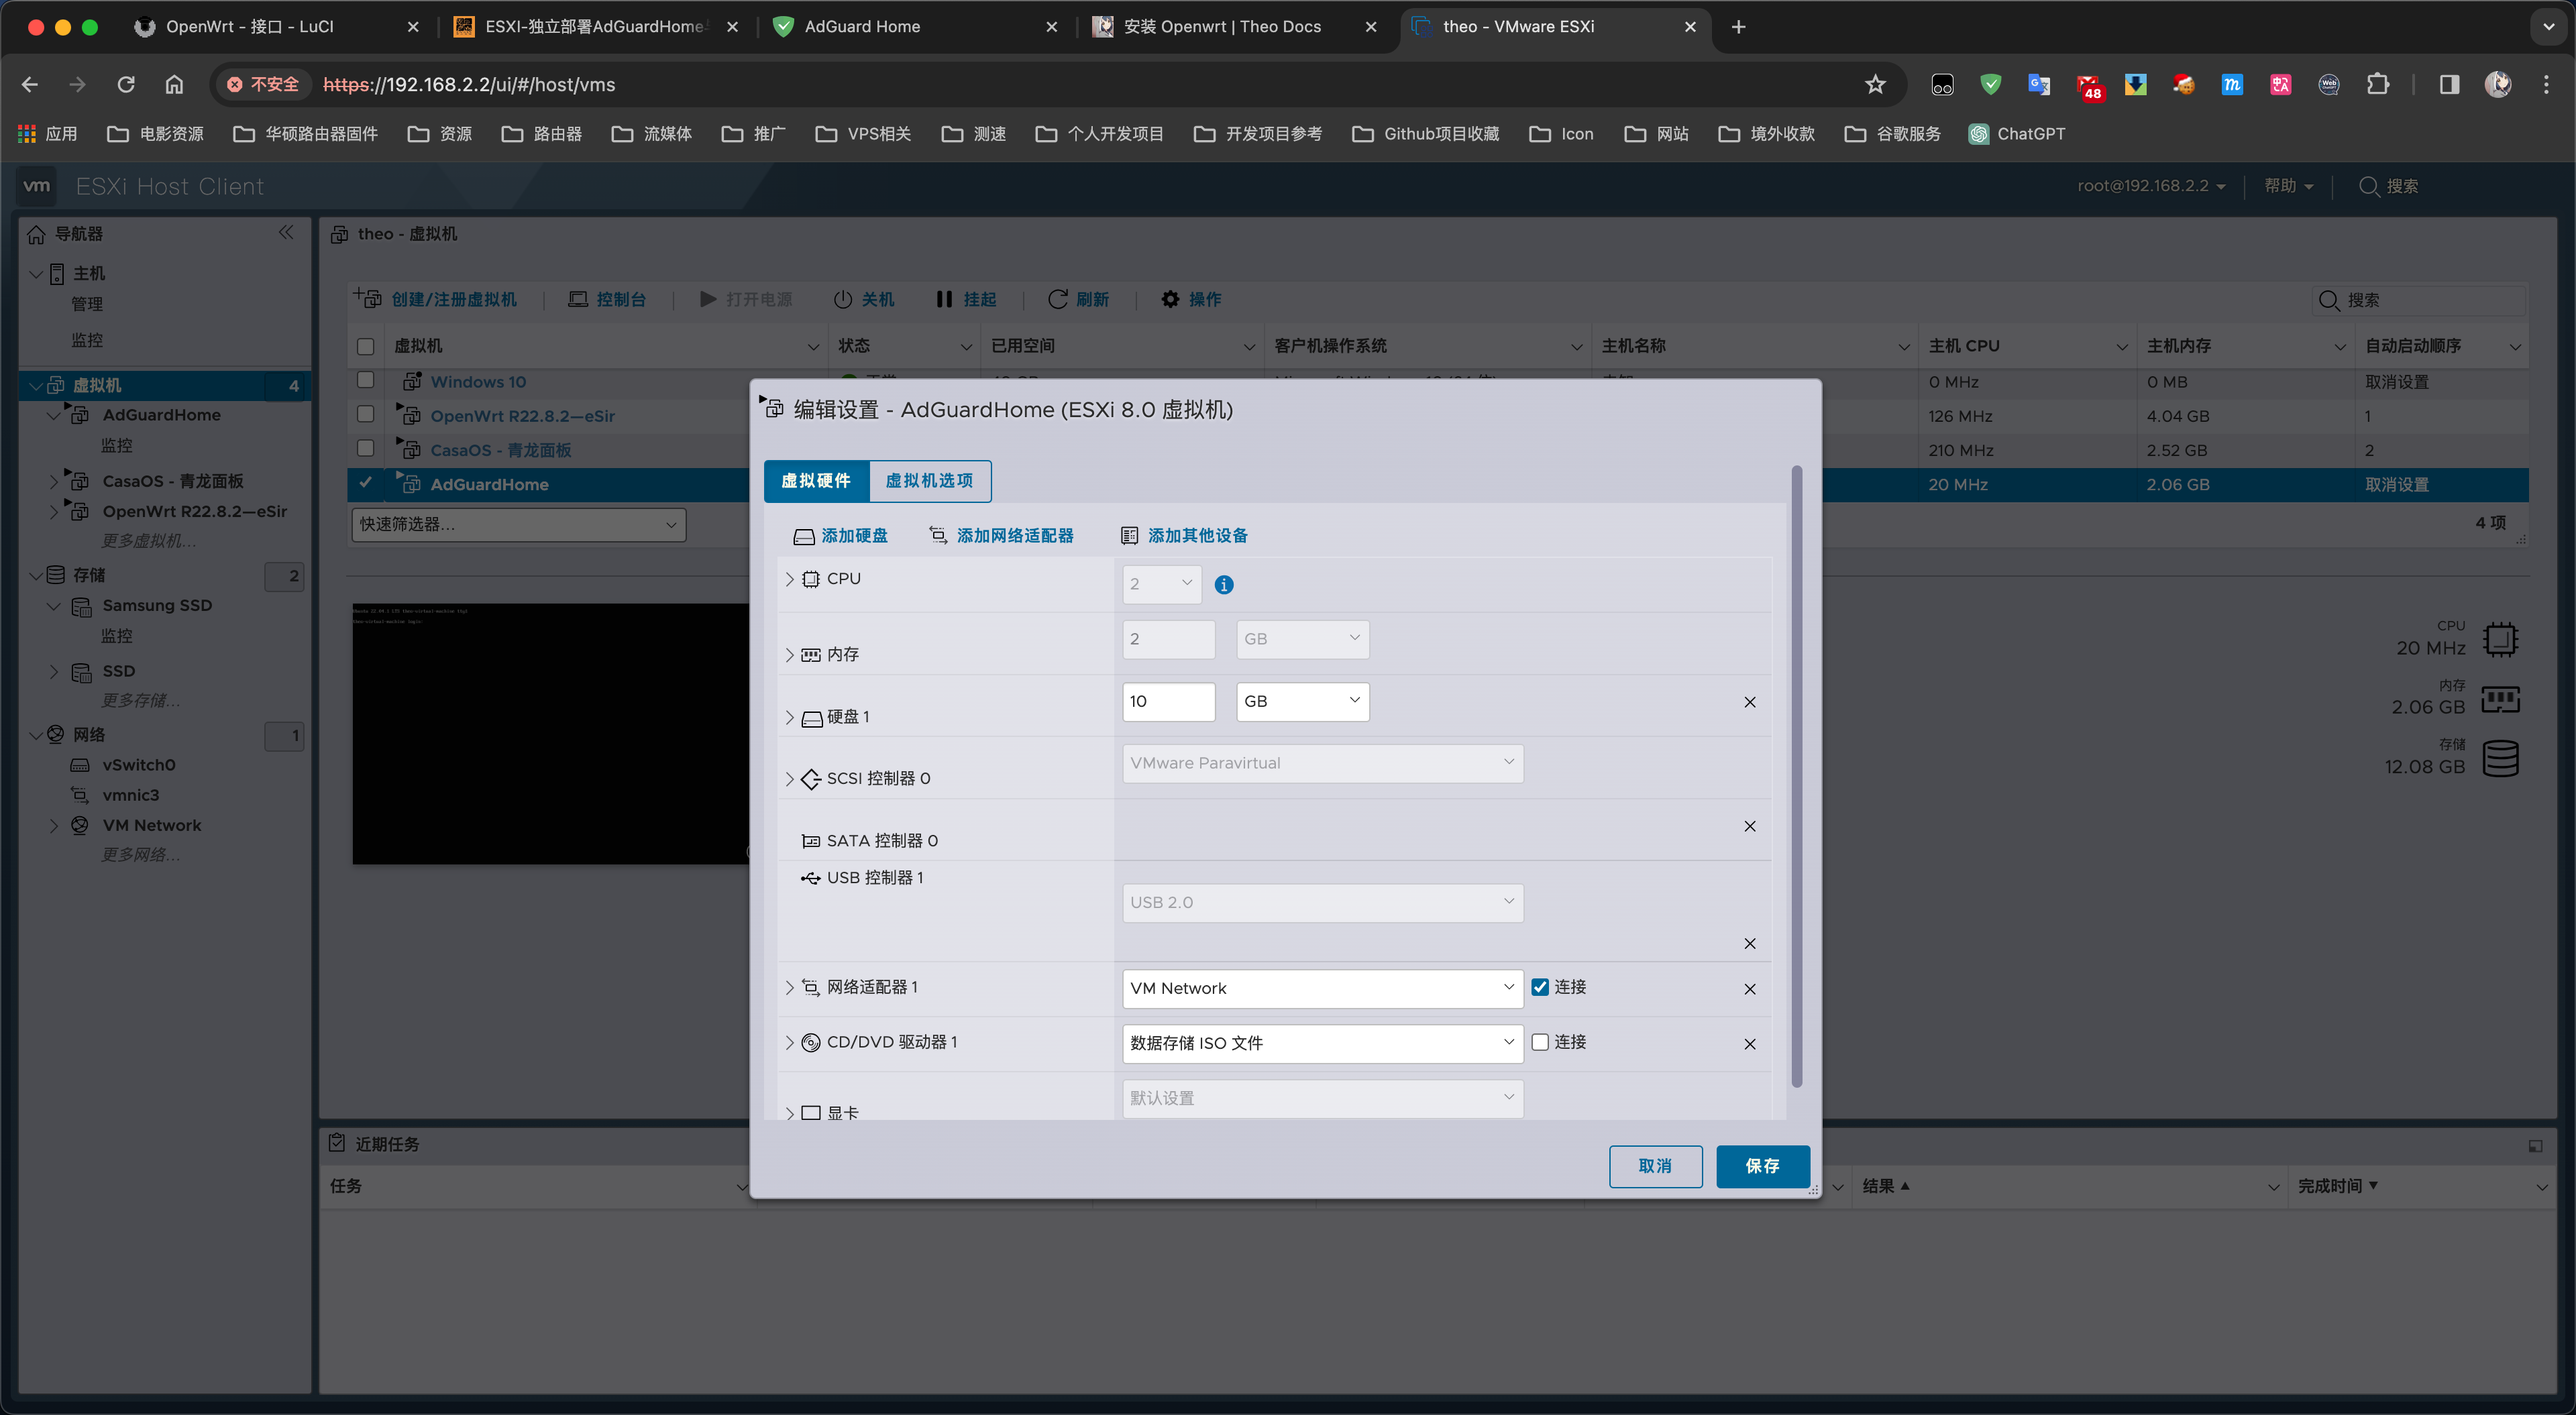 OpenWrt - 接口 - LuCI
ESXI-独立部署AdGuardHome
AdGuard Home
安装 Openwrt | Theo Docs
theo - VMware ESXi
不安全
https://192.168.2.2/ui/#/host/vms
48
应用
电影资源
华硕路由器固件
资源
路由器
流媒体
推广
VPS相关
测速
个人开发项目
开发项目参考
Github项目收藏
Icon
网站
境外收款
谷歌服务
ChatGPT
vm
ESXi Host Client
root@192.168.2.2
帮助
搜索
导航器
主机
管理
监控
虚拟机
4
AdGuardHome
监控
CasaOS - 青龙面板
OpenWrt R22.8.2—eSir
更多虚拟机...
存储
2
Samsung SSD
监控
SSD
更多存储...
网络
1
vSwitch0
vmnic3
VM Network
更多网络...
theo - 虚拟机
创建/注册虚拟机
控制台
打开电源
关机
挂起
刷新
操作
搜索
虚拟机
状态
已用空间
客户机操作系统
主机名称
主机 CPU
主机内存
自动启动顺序
Windows 10
0 MHz
0 MB
取消设置
OpenWrt R22.8.2—eSir
126 MHz
4.04 GB
1
CasaOS - 青龙面板
210 MHz
2.52 GB
2
AdGuardHome
20 MHz
2.06 GB
取消设置
快速筛选器...
4 项
CPU
20 MHz
内存
2.06 GB
存储
12.08 GB
编辑设置 - AdGuardHome (ESXi 8.0 虚拟机)
虚拟硬件
虚拟机选项
添加硬盘
添加网络适配器
添加其他设备
CPU
2
内存
2
GB
硬盘 1
10
GB
SCSI 控制器 0
VMware Paravirtual
SATA 控制器 0
USB 控制器 1
USB 2.0
网络适配器 1
VM Network
连接
CD/DVD 驱动器 1
数据存储 ISO 文件
连接
显卡
默认设置
取消
保存
近期任务
任务
结果
完成时间